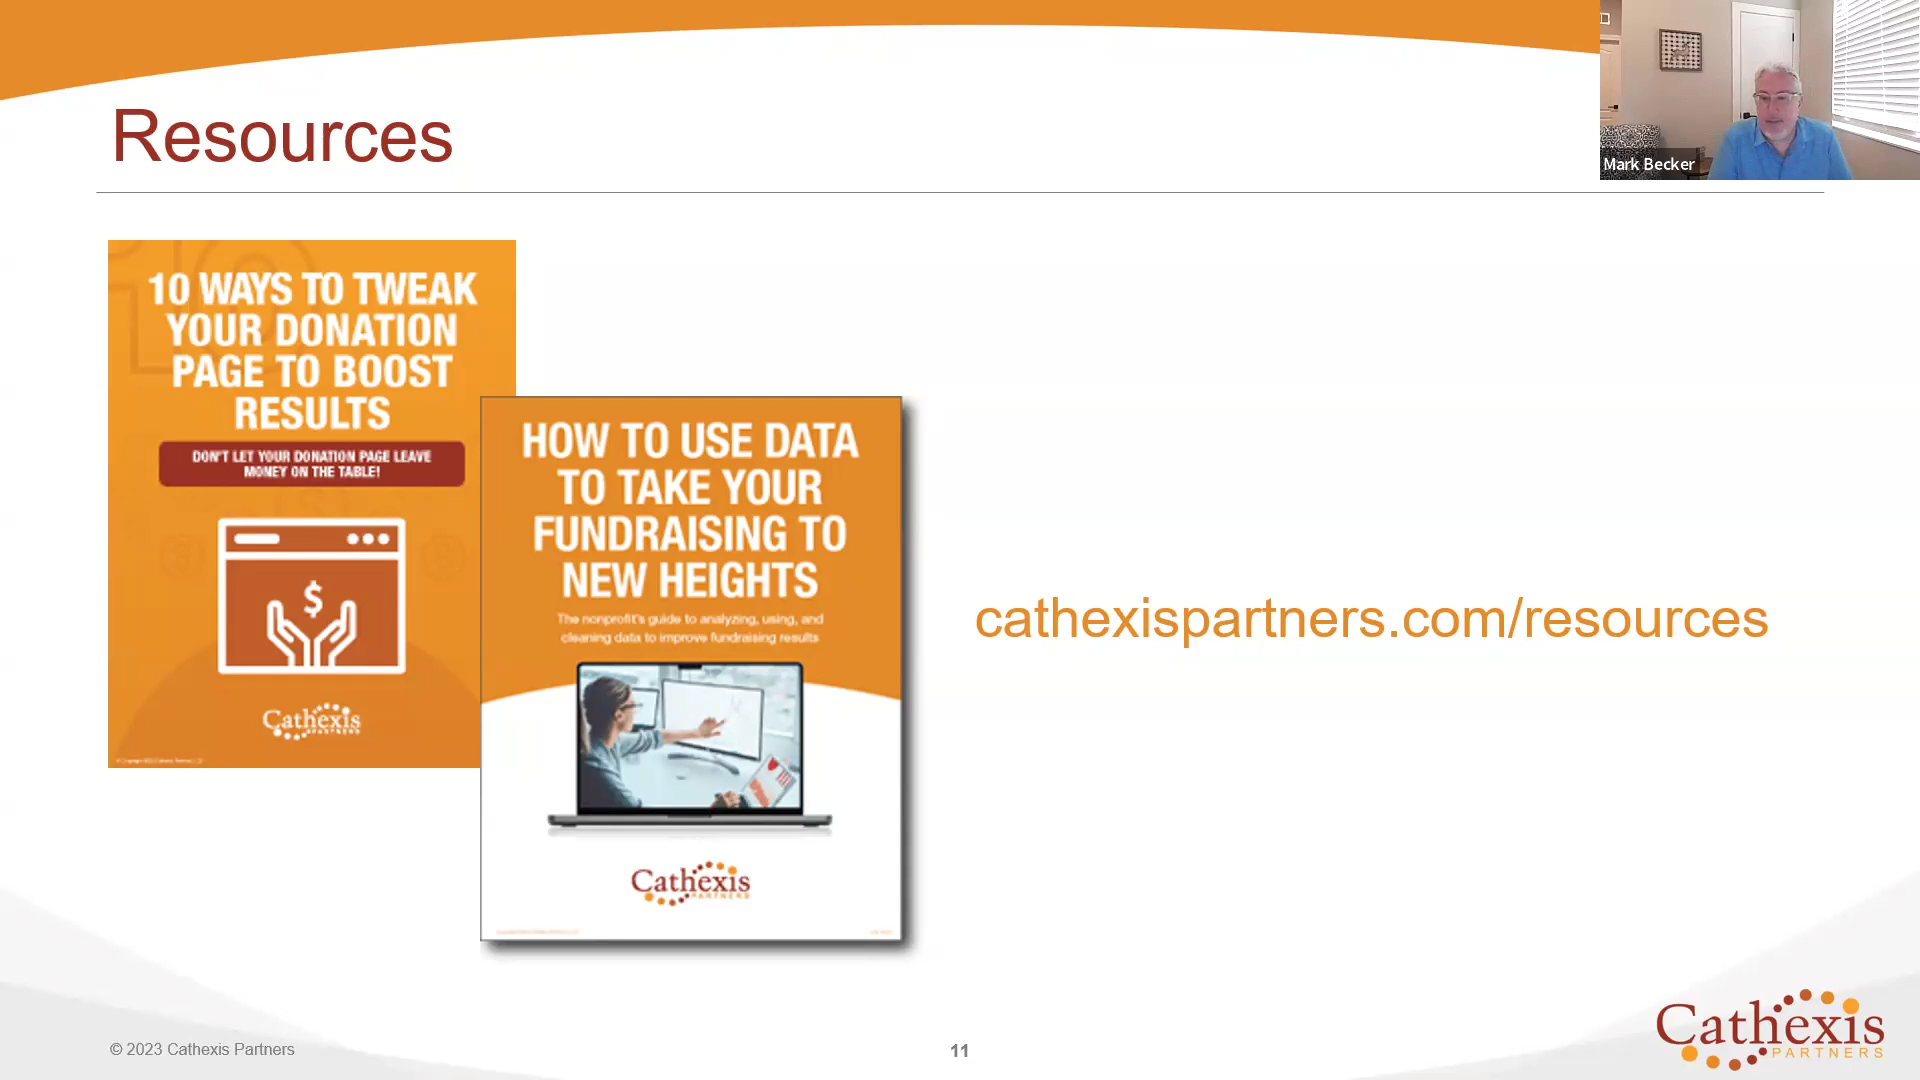 Resources
Mark Becker
10 WAYS TO TWEAK
YOUR DONATION
PAGE TO BOOST
RESULTS
DON'T LET YOUR DONATION PAGE LEAVE
MONEY ON THE TABLE!
$
Cathexis
PARTNERS
HOW TO USE DATA
TO TAKE YOUR
FUNDRAISING TO
NEW HEIGHTS
The nonprofit's guide to analyzing, using, and
cleaning data to improve fundraising results
Cathexis
PARTNERS
cathexispartners.com/resources
© 2023 Cathexis Partners
11
Cathexis
PARTNERS